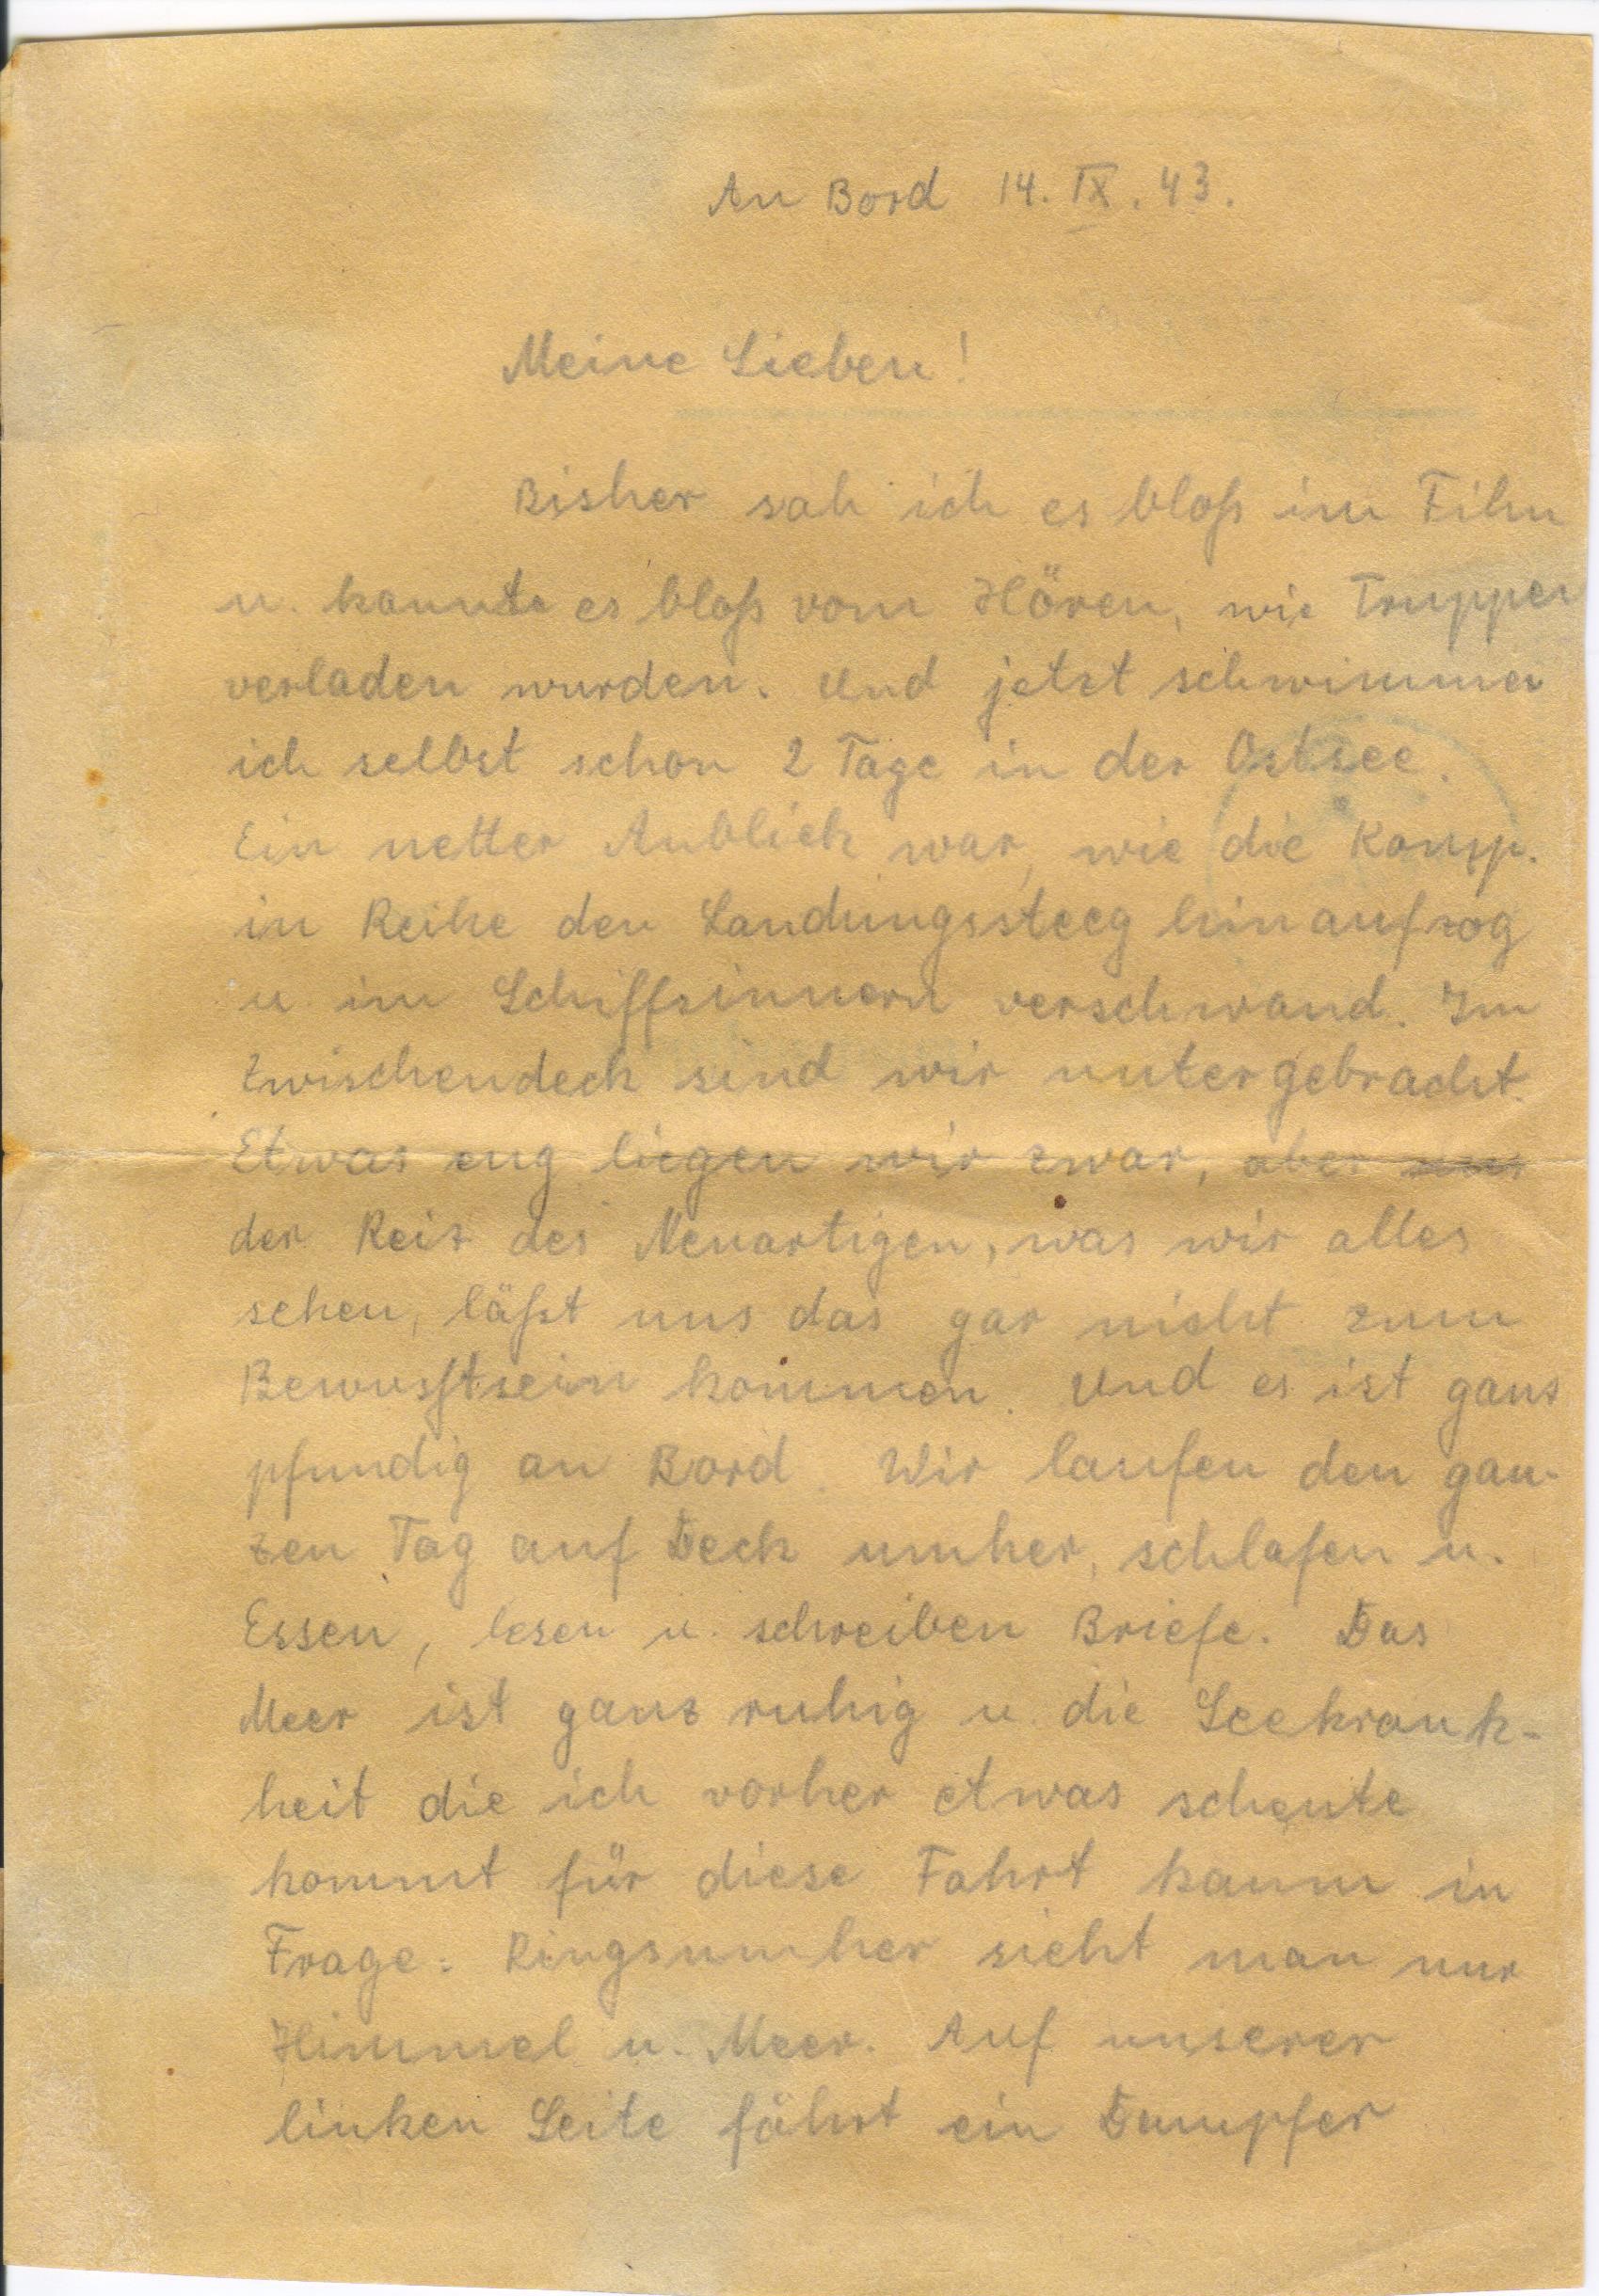 An Bord 14. IX. 43.
Meine Lieben!
Bisher sah ich es bloß im Film
u. kannte es bloß vom Hören, wie Truppen
verladen wurden. Und jetzt schwimme
ich selbst schon 2 Tage in der Ostsee.
Ein netter Anblick war, wie die Komp.
in Reihe den Landungssteeg hinaufzog
u. im Schiffsinnern verschwand. Im
Zwischendeck sind wir untergebracht.
Etwas eng liegen wir zwar, aber
der Reiz des Neuartigen, was wir alles
sehen, läßt uns das gar nicht zum
Bewusstsein kommen. Und es ist ganz
pfundig an Bord. Wir laufen den gan-
zen Tag auf Deck umher, schlafen u.
Essen, lesen u. schreiben Briefe. Das
Meer ist ganz ruhig u. die Seekrank-
heit die ich vorher etwas scheute
kommt für diese Fahrt kaum in
Frage. Ringsumher sieht man nur
Himmel u. Meer. Auf unserer
linken Seite fährt ein Dampfer